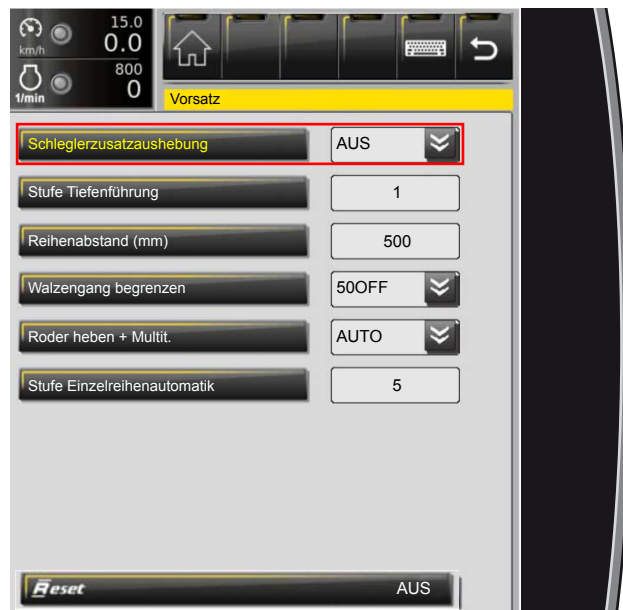 15.0
km/h 0.0
800
1/min 0
Vorsatz
Schleglerzusatzaushebung AUS
Stufe Tiefenführung 1
Reihenabstand (mm) 500
Walzengang begrenzen 50OFF
Roder heben + Multit. AUTO
Stufe Einzelreihenautomatik 5
Reset AUS